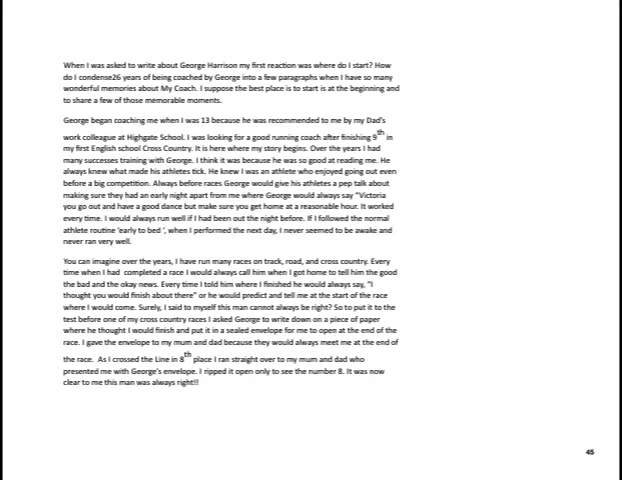 When I was asked to write about George Harrison my first reaction was where do I start? How
do I condense26 years of being coached by George into a few paragraphs when I have so many
wonderful memories about My Coach. I suppose the best place is to start is at the beginning and
to share a few of those memorable moments.
George began coaching me when I was 13 because he was recommended to me by my Dad's
work colleague at Highgate School. I was looking for a good running coach after finishing 9th in
my first English school Cross Country. It is here where my story begins. Over the years I had
many successes training with George. I think it was because he was so good at reading me. He
always knew what made his athletes tick. He knew I was an athlete who enjoyed going out even
before a big competition. Always before races George would give his athletes a pep talk about
making sure they had an early night apart from me where George would always say "Victoria
you go out and have a good dance but make sure you get home at a reasonable hour. It worked
every time. I would always run well if I had been out the night before. If I followed the normal
athlete routine 'early to bed ', when I performed the next day, I never seemed to be awake and
never ran very well.
You can imagine over the years, I have run many races on track, road, and cross country. Every
time when I had  completed a race I would always call him when I got home to tell him the good
the bad and the okay news. Every time I told him where I finished he would always say, "I
thought you would finish about there" or he would predict and tell me at the start of the race
where I would come. Surely, I said to myself this man cannot always be right? So to put it to the
test before one of my cross country races I asked George to write down on a piece of paper
where he thought I would finish and put it in a sealed envelope for me to open at the end of the
race. I gave the envelope to my mum and dad because they would always meet me at the end of
the race.  As I crossed the Line in 8th place I ran straight over to my mum and dad who
presented me with George's envelope. I ripped it open only to see the number 8. It was now
clear to me this man was always right!!
45